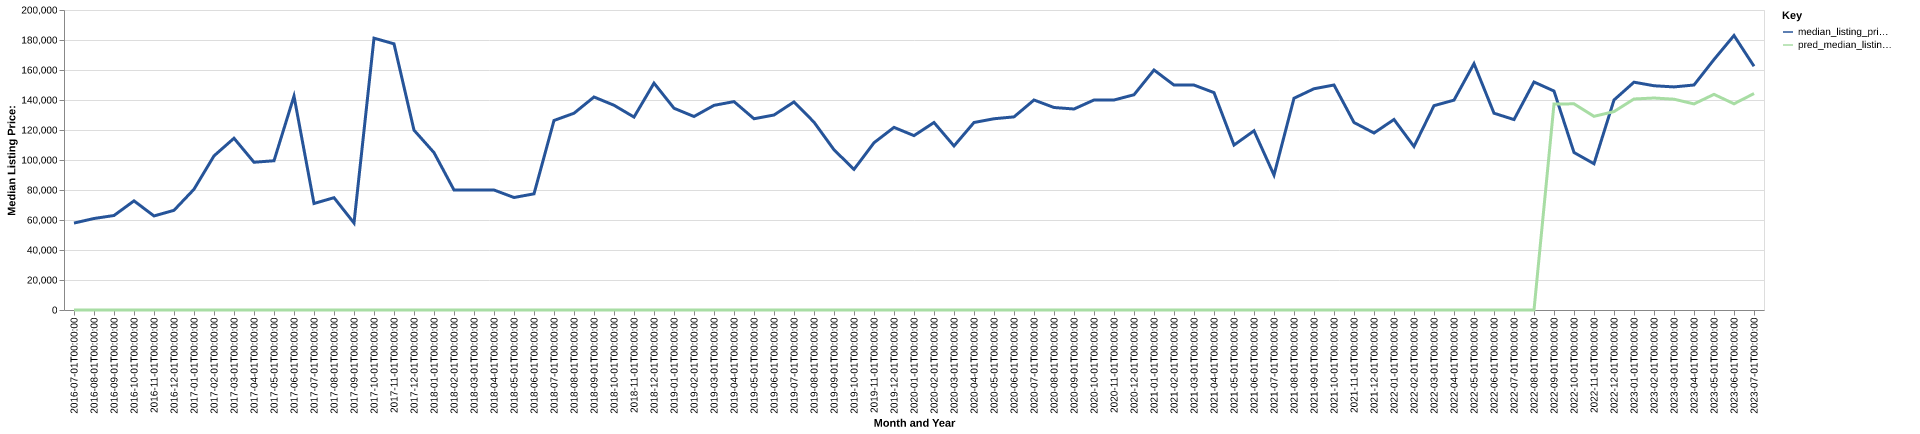 200,000
180,000
160,000
140,000
120,000
100,000
80,000
60,000
40,000
20,000
0
Median Listing Price:
2016-07-01T00:00:00
2016-08-01T00:00:00
2016-09-01T00:00:00
2016-10-01T00:00:00
2016-11-01T00:00:00
2016-12-01T00:00:00
2017-01-01T00:00:00
2017-02-01T00:00:00
2017-03-01T00:00:00
2017-04-01T00:00:00
2017-05-01T00:00:00
2017-06-01T00:00:00
2017-07-01T00:00:00
2017-08-01T00:00:00
2017-09-01T00:00:00
2017-10-01T00:00:00
2017-11-01T00:00:00
2017-12-01T00:00:00
2018-01-01T00:00:00
2018-02-01T00:00:00
2018-03-01T00:00:00
2018-04-01T00:00:00
2018-05-01T00:00:00
2018-06-01T00:00:00
2018-07-01T00:00:00
2018-08-01T00:00:00
2018-09-01T00:00:00
2018-10-01T00:00:00
2018-11-01T00:00:00
2018-12-01T00:00:00
2019-01-01T00:00:00
2019-02-01T00:00:00
2019-03-01T00:00:00
2019-04-01T00:00:00
2019-05-01T00:00:00
2019-06-01T00:00:00
2019-07-01T00:00:00
2019-08-01T00:00:00
2019-09-01T00:00:00
2019-10-01T00:00:00
2019-11-01T00:00:00
2019-12-01T00:00:00
2020-01-01T00:00:00
2020-02-01T00:00:00
2020-03-01T00:00:00
2020-04-01T00:00:00
2020-05-01T00:00:00
2020-06-01T00:00:00
2020-07-01T00:00:00
2020-08-01T00:00:00
2020-09-01T00:00:00
2020-10-01T00:00:00
2020-11-01T00:00:00
2020-12-01T00:00:00
2021-01-01T00:00:00
2021-02-01T00:00:00
2021-03-01T00:00:00
2021-04-01T00:00:00
2021-05-01T00:00:00
2021-06-01T00:00:00
2021-07-01T00:00:00
2021-08-01T00:00:00
2021-09-01T00:00:00
2021-10-01T00:00:00
2021-11-01T00:00:00
2021-12-01T00:00:00
2022-01-01T00:00:00
2022-02-01T00:00:00
2022-03-01T00:00:00
2022-04-01T00:00:00
2022-05-01T00:00:00
2022-06-01T00:00:00
2022-07-01T00:00:00
2022-08-01T00:00:00
2022-09-01T00:00:00
2022-10-01T00:00:00
2022-11-01T00:00:00
2022-12-01T00:00:00
2023-01-01T00:00:00
2023-02-01T00:00:00
2023-03-01T00:00:00
2023-04-01T00:00:00
2023-05-01T00:00:00
2023-06-01T00:00:00
2023-07-01T00:00:00
Month and Year
Key
median_listing_pri…
pred_median_listin…